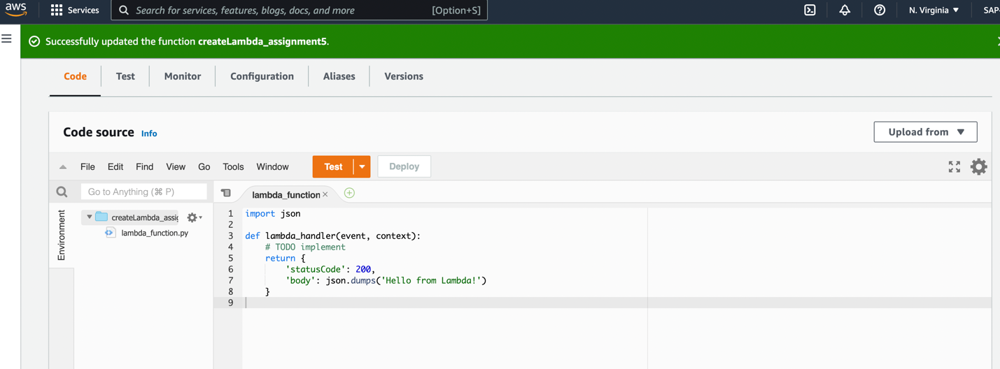 aws Services Search for services, features, blogs, docs, and more [Option+S] N. Virginia ▼ SAP-
Successfully updated the function createLambda_assignment5.
Code Test Monitor Configuration Aliases Versions
Code source Info Upload from ▼
File Edit Find View Go Tools Window Test Deploy
Go to Anything (⌘ P) lambda_function ×
Environment
createLambda_assig
lambda_function.py
1 import json
2
3 def lambda_handler(event, context):
4     # TODO implement
5     return {
6         'statusCode': 200,
7         'body': json.dumps('Hello from Lambda!')
8     }
9